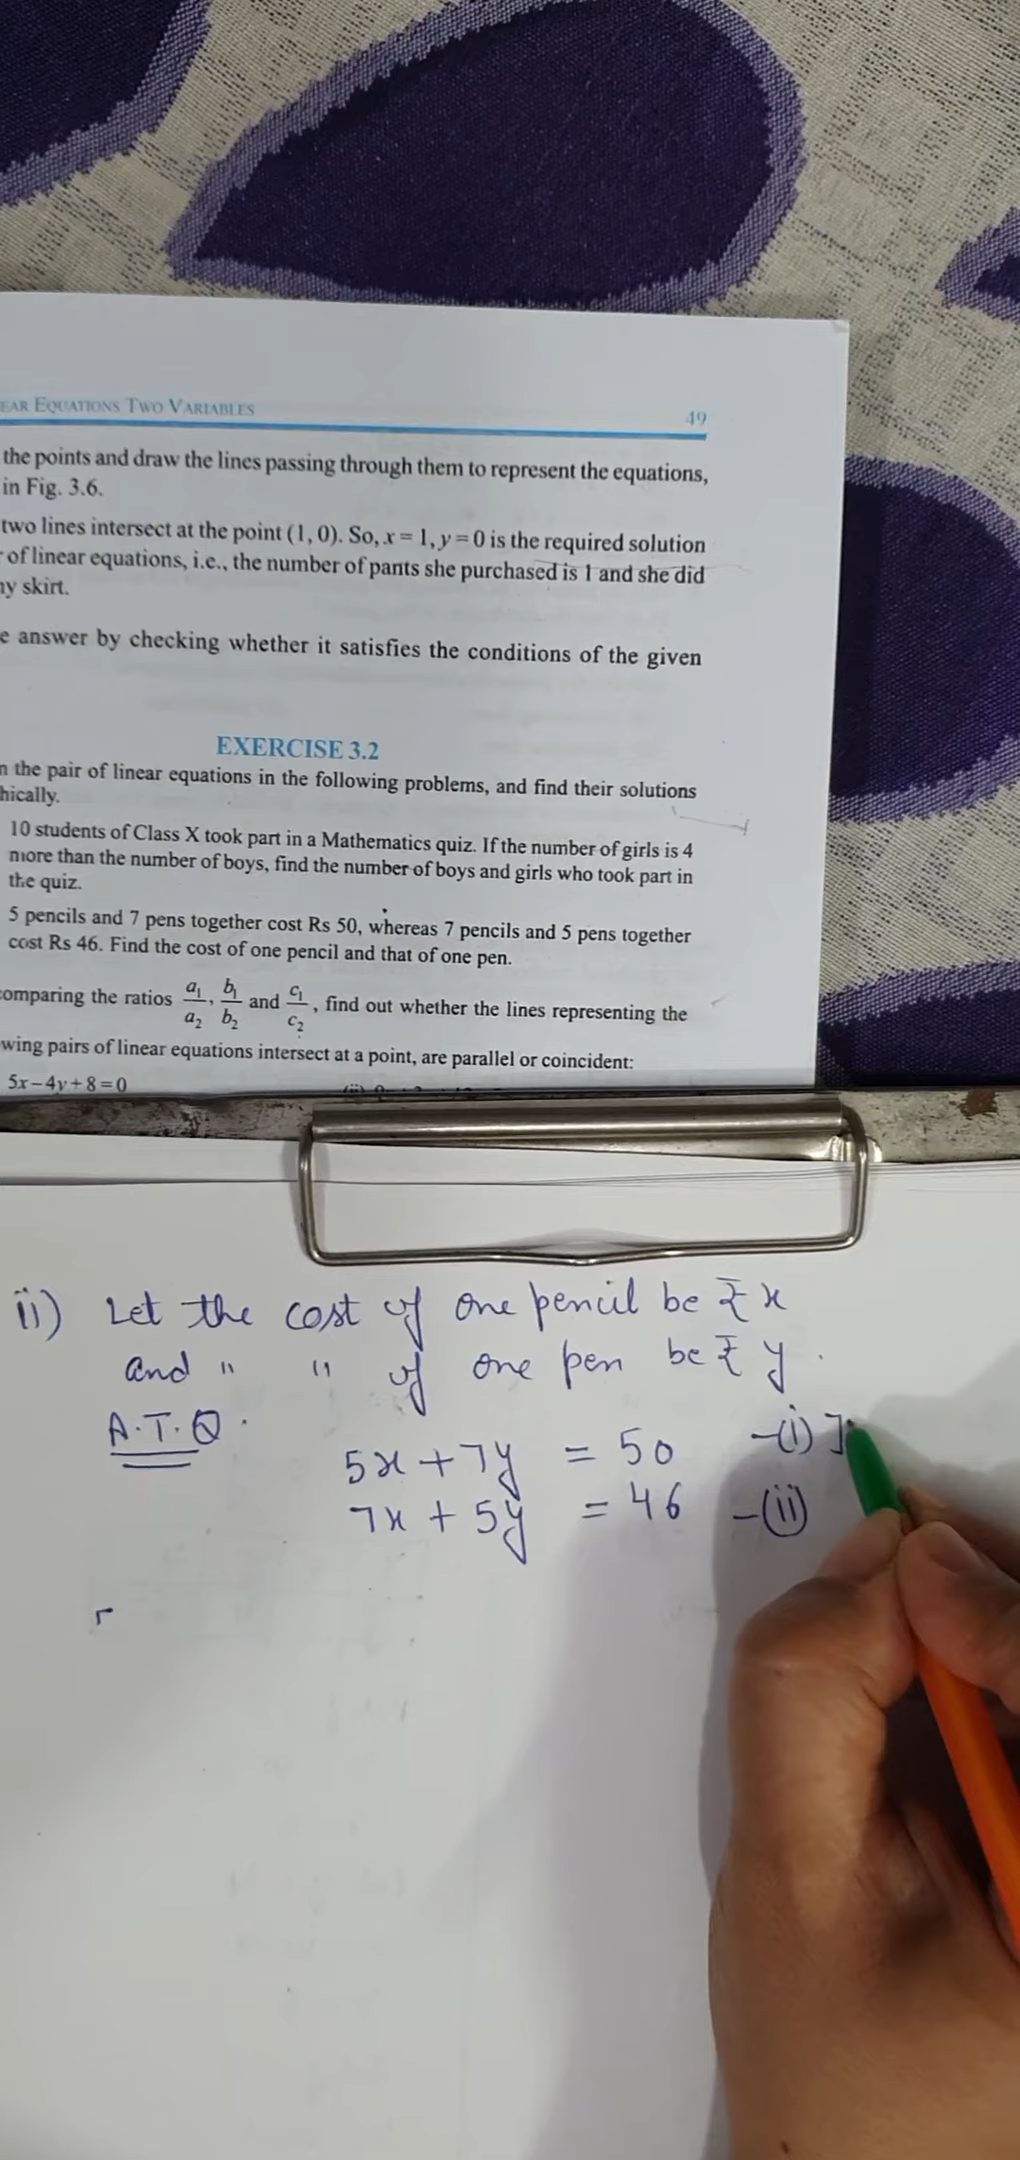 EAR EQUATIONS TWO VARIABLES 49
the points and draw the lines passing through them to represent the equations,
in Fig. 3.6.
two lines intersect at the point (1, 0). So, x = 1, y = 0 is the required solution
of linear equations, i.e., the number of pants she purchased is 1 and she did
ny skirt.
e answer by checking whether it satisfies the conditions of the given
EXERCISE 3.2
n the pair of linear equations in the following problems, and find their solutions
hically.
10 students of Class X took part in a Mathematics quiz. If the number of girls is 4
more than the number of boys, find the number of boys and girls who took part in
the quiz.
5 pencils and 7 pens together cost Rs 50, whereas 7 pencils and 5 pens together
cost Rs 46. Find the cost of one pencil and that of one pen.
comparing the ratios a₁/a₂, b₁/b₂ and c₁/c₂, find out whether the lines representing the
wing pairs of linear equations intersect at a point, are parallel or coincident:
5x – 4y + 8 = 0
ii) Let the cost of one pencil be ₹ x
and " " of one pen be ₹ y.
A.T.Q.
5x + 7y = 50 –(i)
7x + 5y = 46 –(ii)